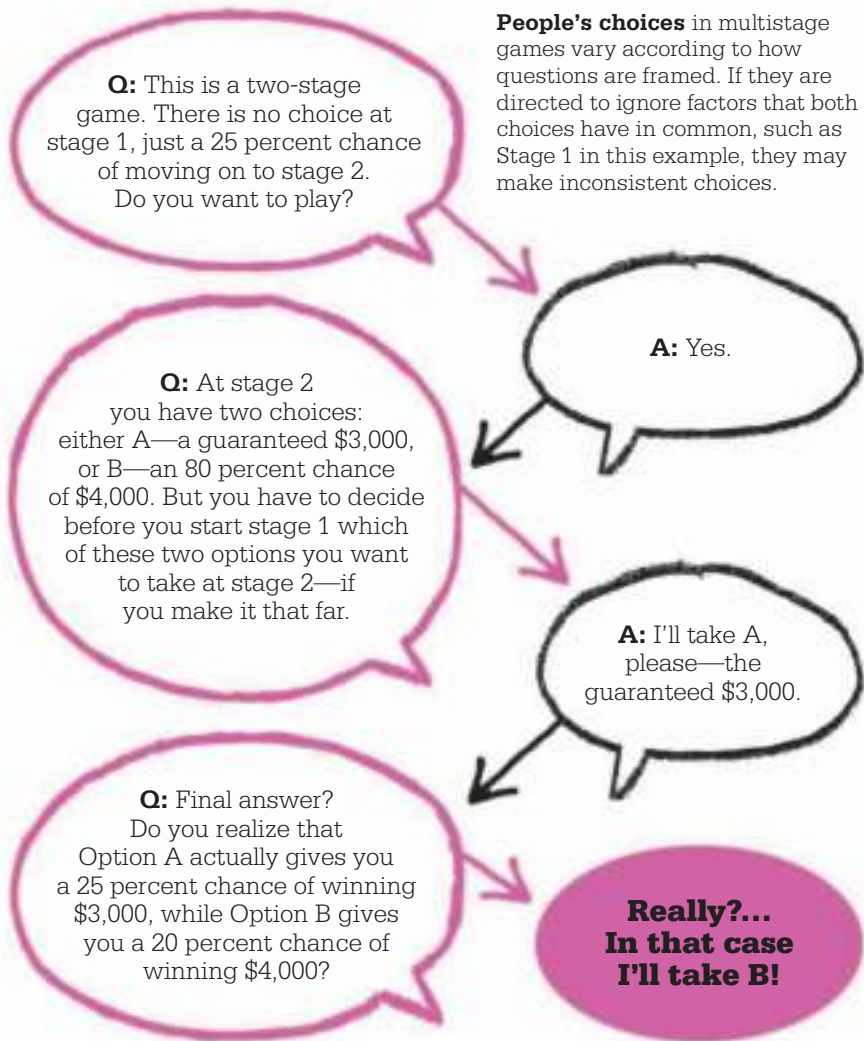 Q: This is a two-stage
game. There is no choice at
stage 1, just a 25 percent chance
of moving on to stage 2.
Do you want to play?
People’s choices in multistage
games vary according to how
questions are framed. If they are
directed to ignore factors that both
choices have in common, such as
Stage 1 in this example, they may
make inconsistent choices.
A: Yes.
Q: At stage 2
you have two choices:
either A—a guaranteed $3,000,
or B—an 80 percent chance
of $4,000. But you have to decide
before you start stage 1 which
of these two options you want
to take at stage 2—if
you make it that far.
A: I’ll take A,
please—the
guaranteed $3,000.
Q: Final answer?
Do you realize that
Option A actually gives you
a 25 percent chance of winning
$3,000, while Option B gives
you a 20 percent chance of
winning $4,000?
Really?...
In that case
I’ll take B!